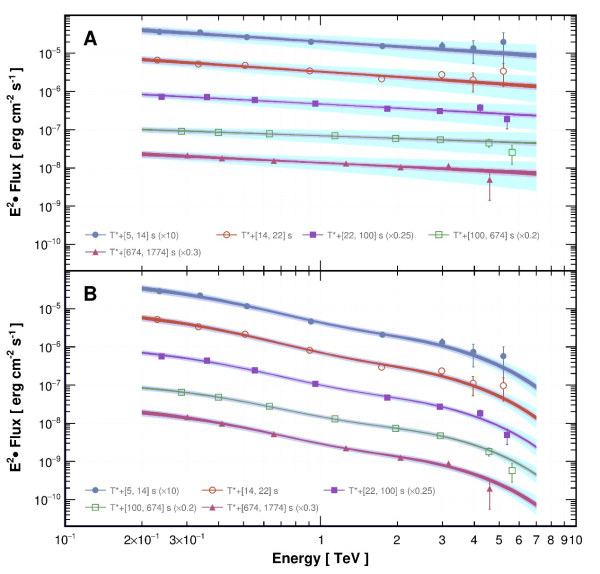 A
E²• Flux [ erg cm⁻² s⁻¹ ]
10⁻⁵
10⁻⁶
10⁻⁷
10⁻⁸
10⁻⁹
10⁻¹⁰
T*+[5, 14] s (×10) T*+[14, 22] s T*+[22, 100] s (×0.25) T*+[100, 674] s (×0.2)
T*+[674, 1774] s (×0.3)
B
E²• Flux [ erg cm⁻² s⁻¹ ]
10⁻⁵
10⁻⁶
10⁻⁷
10⁻⁸
10⁻⁹
10⁻¹⁰
T*+[5, 14] s (×10) T*+[14, 22] s T*+[22, 100] s (×0.25)
T*+[100, 674] s (×0.2) T*+[674, 1774] s (×0.3)
10⁻¹ 2×10⁻¹ 3×10⁻¹ 1 2 3 4 5 6 7 8 910
Energy [ TeV ]